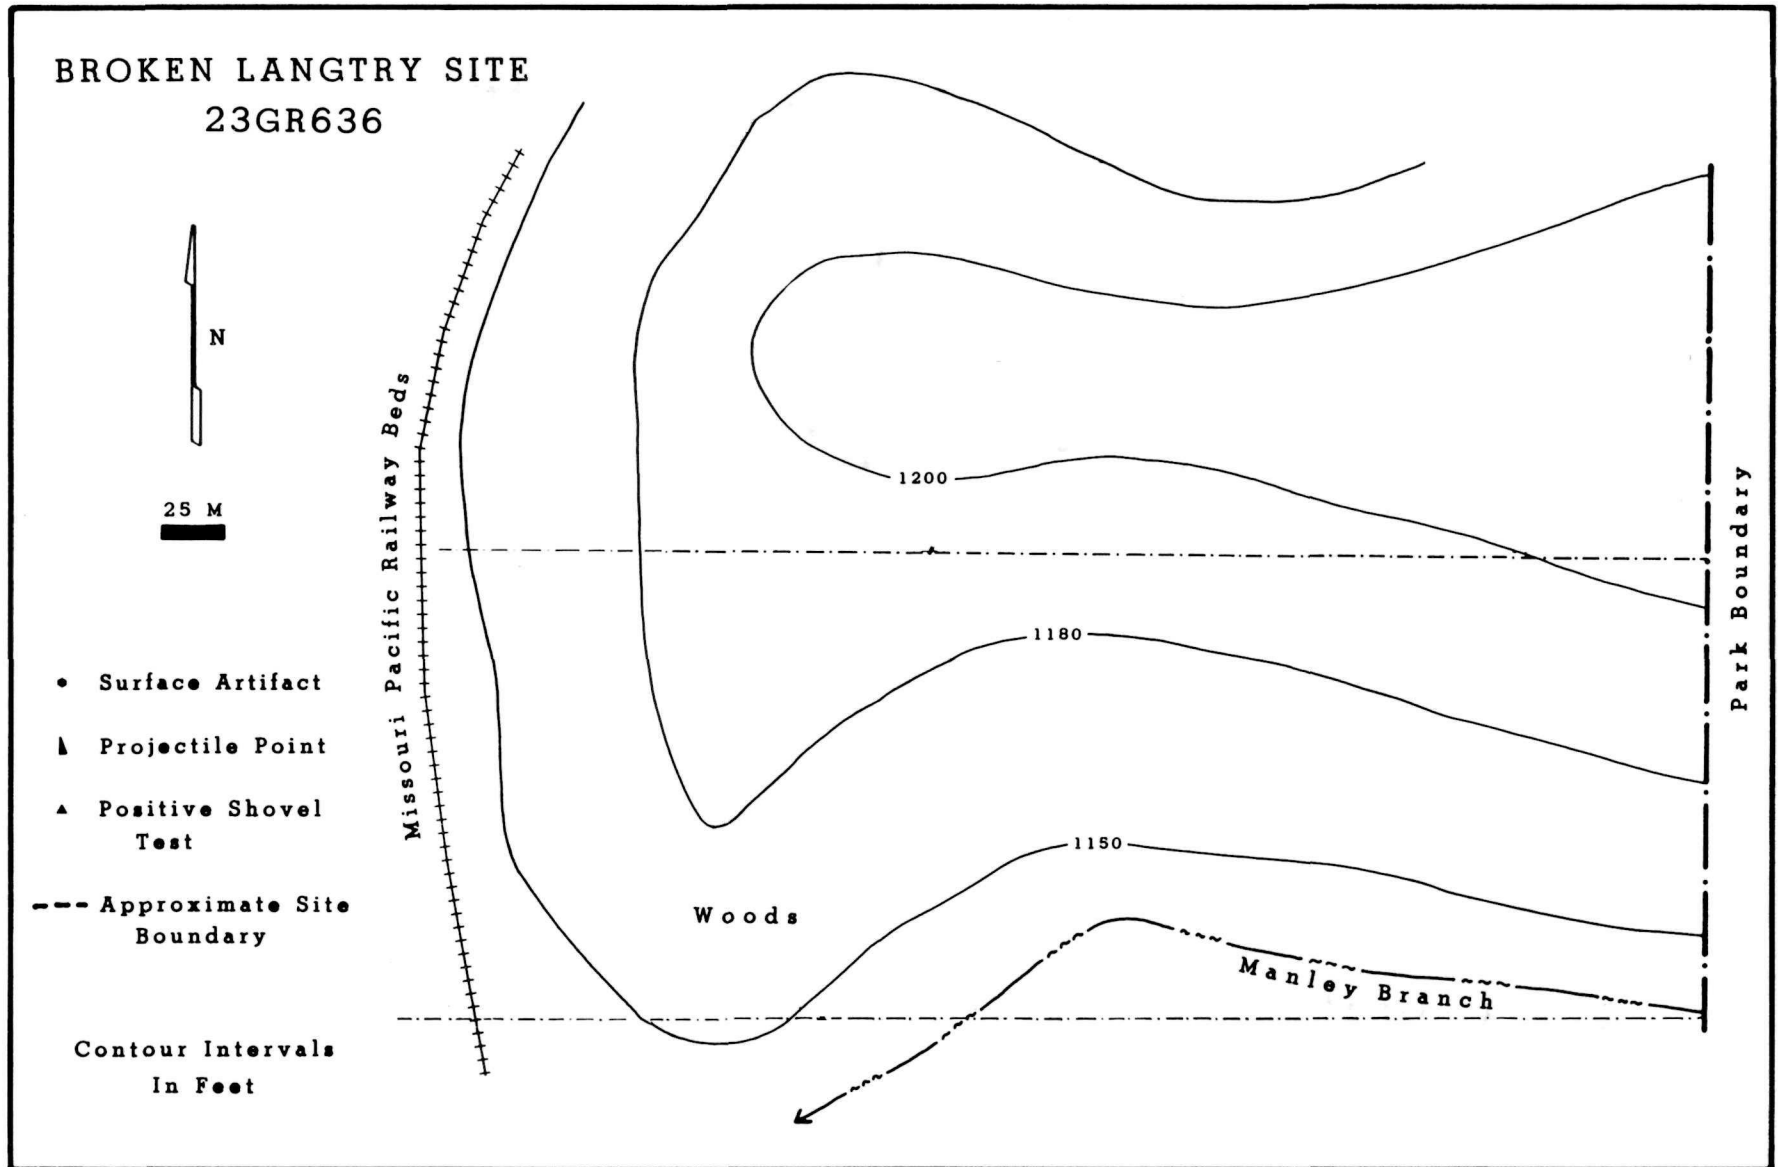 BROKEN LANGTRY SITE
23GR636
N
25 M
Surface Artifact
Projectile Point
Positive Shovel
Test
Approximate Site
Boundary
Contour Intervals
In Feet
Missouri Pacific Railway Beds
1200
1180
1150
Woods
Manley Branch
Park Boundary